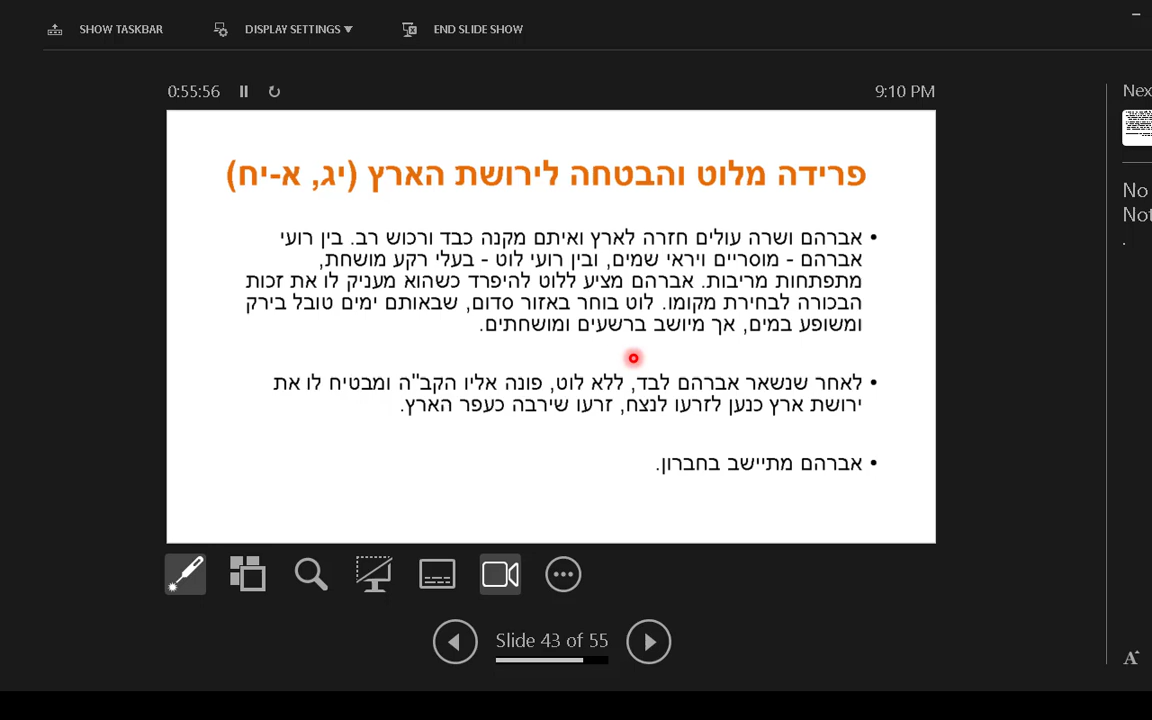 SHOW TASKBAR
DISPLAY SETTINGS ▼
END SLIDE SHOW
0:55:56
9:10 PM
Nex
פרידה מלוט והבטחה לירושת הארץ (יג, א-יח)
• אברהם ושרה עולים חזרה לארץ ואיתם מקנה כבד ורכוש רב. בין רועי
אברהם - מוסריים ויראי שמים, ובין רועי לוט - בעלי רקע מושחת,
מתפתחות מריבות. אברהם מציע ללוט להיפרד כשהוא מעניק לו את זכות
הבכורה לבחירת מקומו. לוט בוחר באזור סדום, שבאותם ימים טובל בירק
ומשופע במים, אך מיושב ברשעים ומושחתים.
• לאחר שנשאר אברהם לבד, ללא לוט, פונה אליו הקב"ה ומבטיח לו את
ירושת ארץ כנען לזרעו לנצח, זרעו שירבה כעפר הארץ.
• אברהם מתיישב בחברון.
No
Not
.
Slide 43 of 55
A